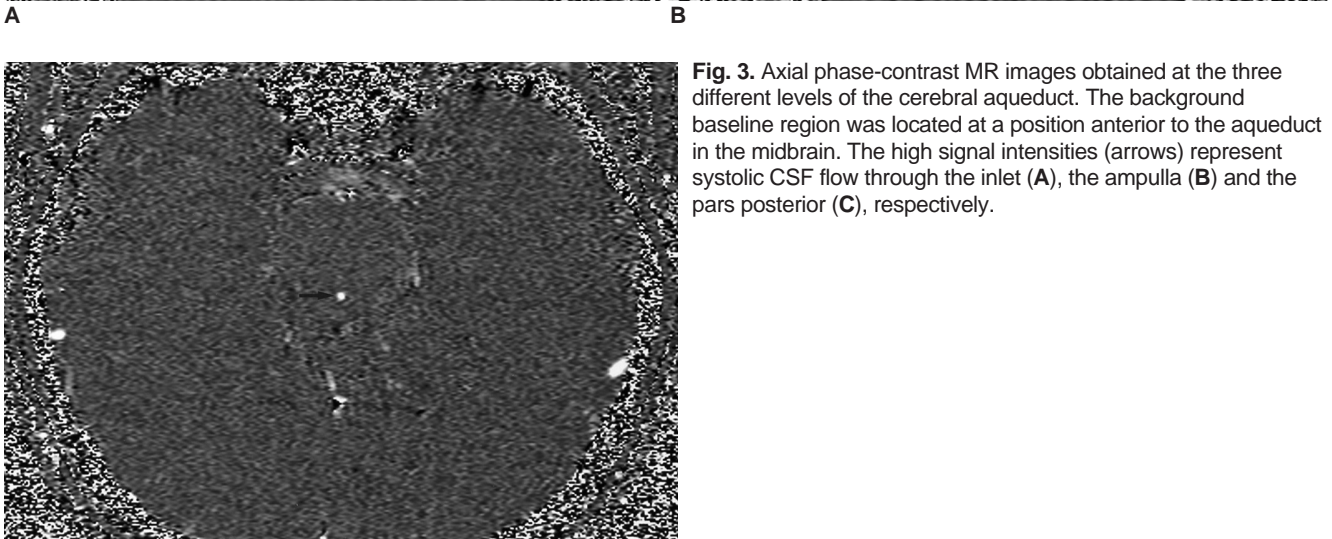 A B
Fig. 3. Axial phase-contrast MR images obtained at the three
different levels of the cerebral aqueduct. The background
baseline region was located at a position anterior to the aqueduct
in the midbrain. The high signal intensities (arrows) represent
systolic CSF flow through the inlet (A), the ampulla (B) and the
pars posterior (C), respectively.